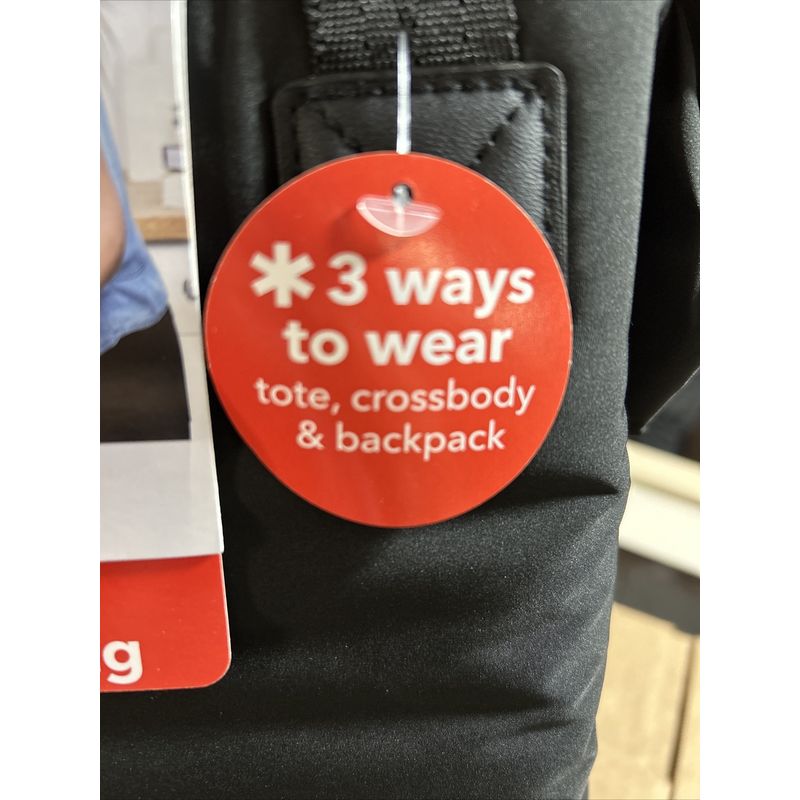 *3 ways
to wear
tote, crossbody
& backpack